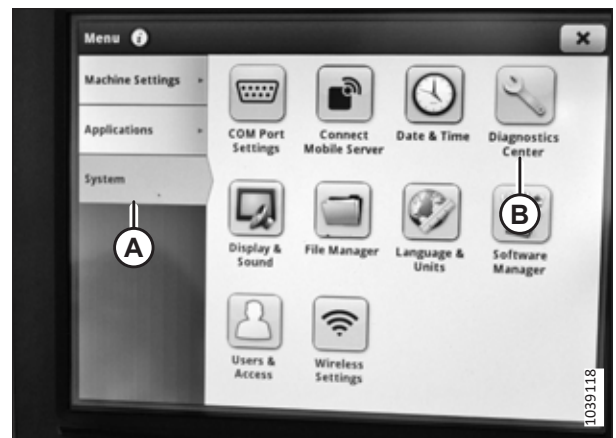 Menu i
Machine Settings
Applications
System
COM Port
Settings
Connect
Mobile Server
Date & Time
Diagnostics
Center
Display &
Sound
File Manager
Language &
Units
Software
Manager
Users &
Access
Wireless
Settings
A
B
1039118